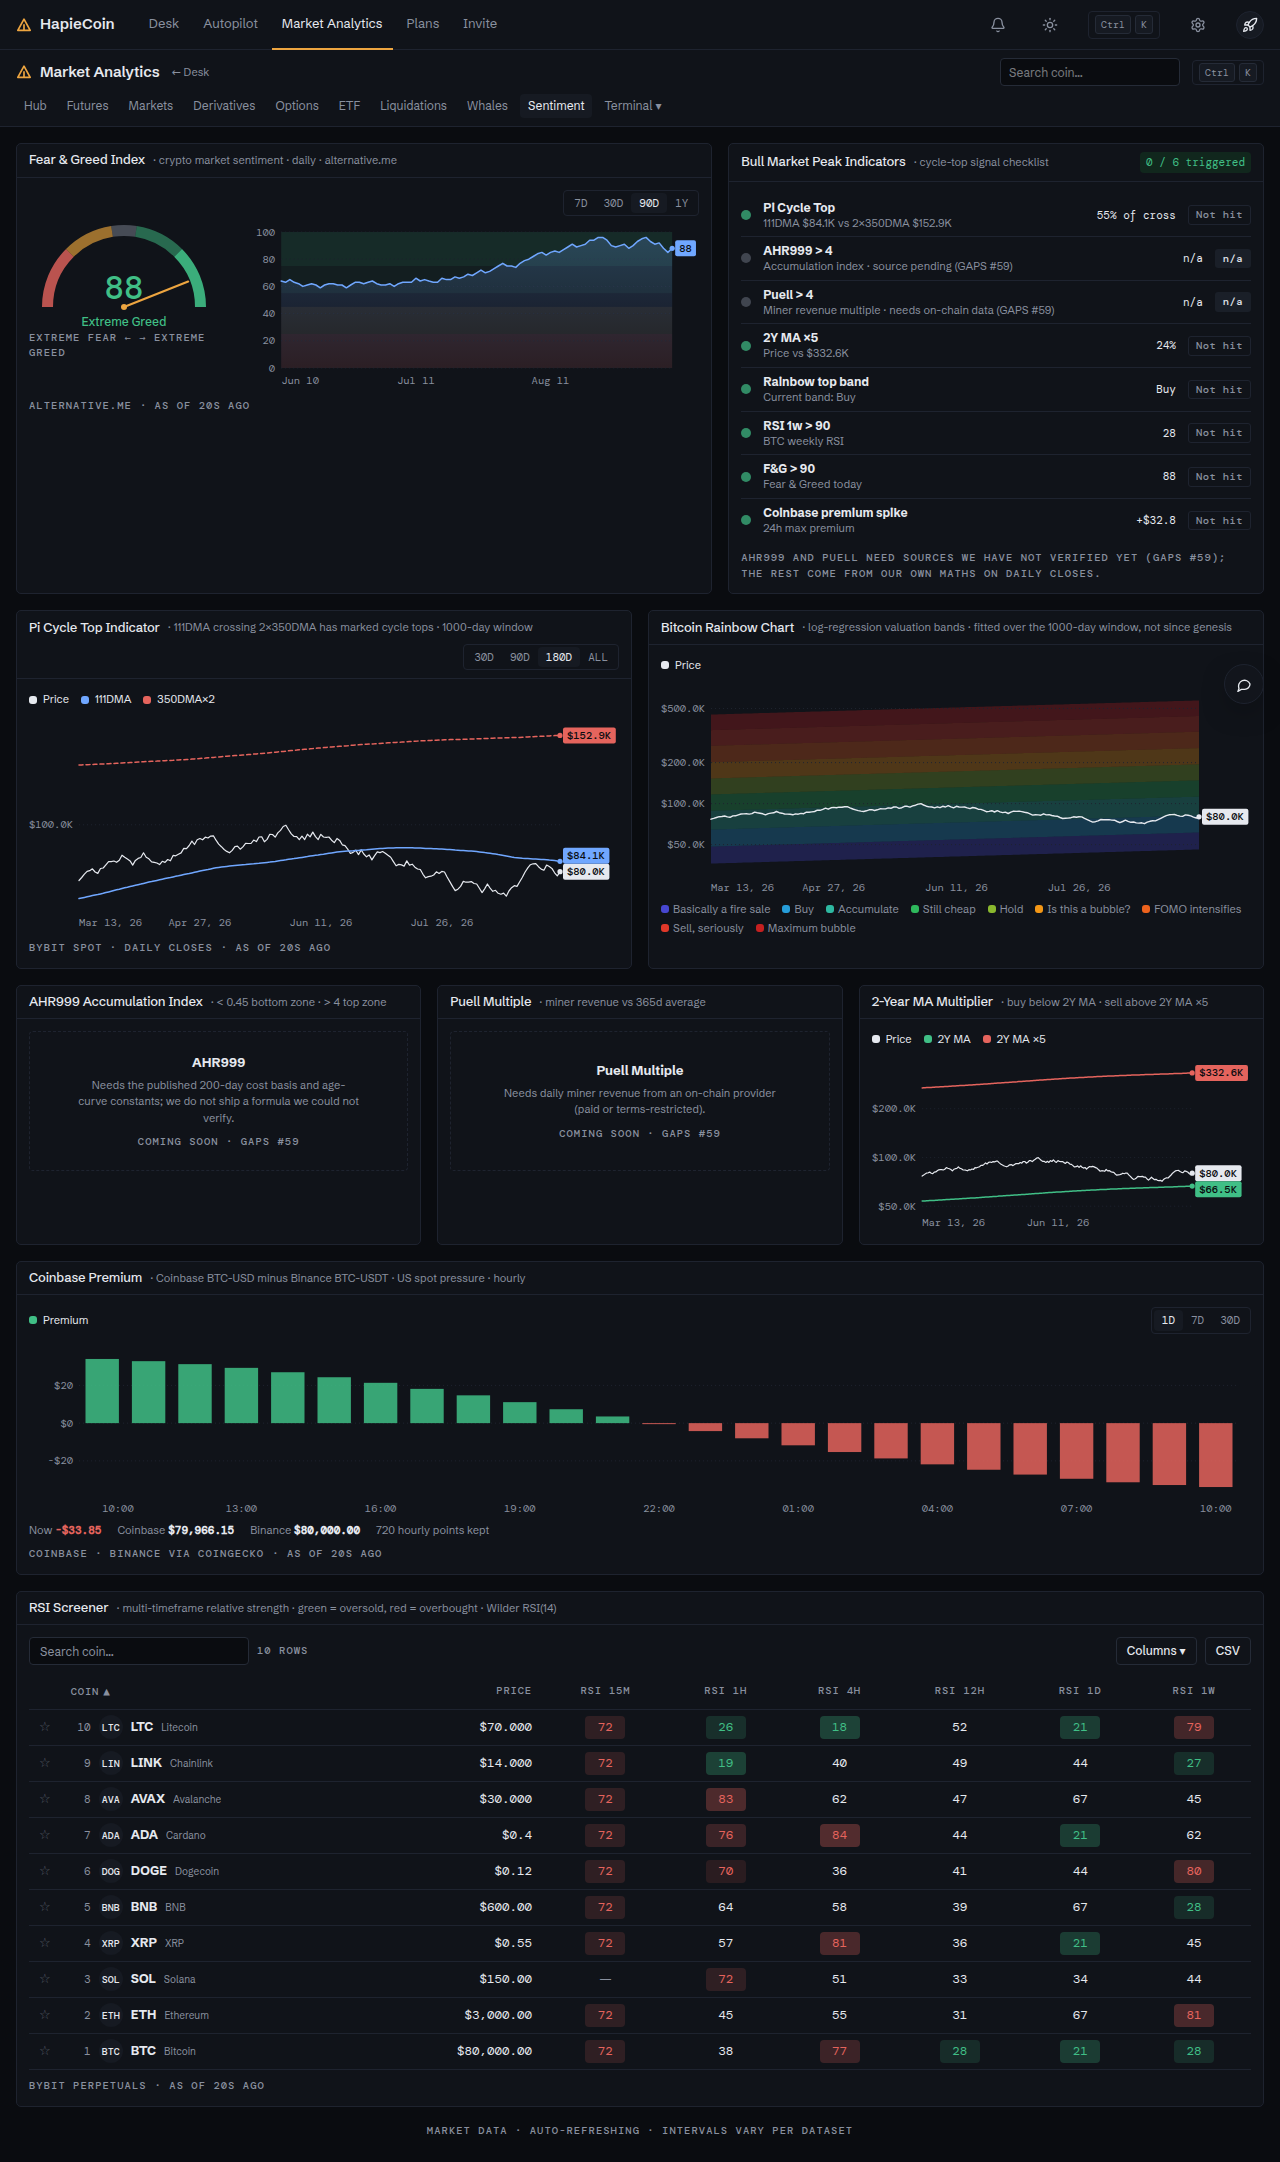 HapieCoin Desk Autopilot Market Analytics Plans Invite Ctrl K
Market Analytics ← Desk Search coin... Ctrl K
Hub Futures Markets Derivatives Options ETF Liquidations Whales Sentiment Terminal ▾
Fear & Greed Index · crypto market sentiment · daily · alternative.me
7D 30D 90D 1Y
88
Extreme Greed
EXTREME FEAR ← → EXTREME
GREED
100
80
60
40
20
0
88
Jun 10 Jul 11 Aug 11
ALTERNATIVE.ME · AS OF 20S AGO
Bull Market Peak Indicators · cycle-top signal checklist 0 / 6 triggered
Pi Cycle Top
111DMA $84.1K vs 2×350DMA $152.9K
55% of cross Not hit
AHR999 > 4
Accumulation index · source pending (GAPS #59)
n/a n/a
Puell > 4
Miner revenue multiple · needs on-chain data (GAPS #59)
n/a n/a
2Y MA ×5
Price vs $332.6K
24% Not hit
Rainbow top band
Current band: Buy
Buy Not hit
RSI 1w > 90
BTC weekly RSI
28 Not hit
F&G > 90
Fear & Greed today
88 Not hit
Coinbase premium spike
24h max premium
+$32.8 Not hit
AHR999 AND PUELL NEED SOURCES WE HAVE NOT VERIFIED YET (GAPS #59);
THE REST COME FROM OUR OWN MATHS ON DAILY CLOSES.
Pi Cycle Top Indicator · 111DMA crossing 2×350DMA has marked cycle tops · 1000-day window
30D 90D 180D ALL
Price 111DMA 350DMA×2
$152.9K
$100.0K
$84.1K
$80.0K
Mar 13, 26 Apr 27, 26 Jun 11, 26 Jul 26, 26
BYBIT SPOT · DAILY CLOSES · AS OF 20S AGO
Bitcoin Rainbow Chart · log-regression valuation bands · fitted over the 1000-day window, not since genesis
Price
$500.0K
$200.0K
$100.0K
$50.0K
$80.0K
Mar 13, 26 Apr 27, 26 Jun 11, 26 Jul 26, 26
Basically a fire sale Buy Accumulate Still cheap Hold Is this a bubble? FOMO intensifies
Sell, seriously Maximum bubble
AHR999 Accumulation Index · < 0.45 bottom zone · > 4 top zone
AHR999
Needs the published 200-day cost basis and age-
curve constants; we do not ship a formula we could not
verify.
COMING SOON · GAPS #59
Puell Multiple · miner revenue vs 365d average
Puell Multiple
Needs daily miner revenue from an on-chain provider
(paid or terms-restricted).
COMING SOON · GAPS #59
2-Year MA Multiplier · buy below 2Y MA · sell above 2Y MA ×5
Price 2Y MA 2Y MA ×5
$332.6K
$200.0K
$100.0K
$80.0K
$66.5K
$50.0K
Mar 13, 26 Jun 11, 26
Coinbase Premium · Coinbase BTC-USD minus Binance BTC-USDT · US spot pressure · hourly
Premium 1D 7D 30D
$20
$0
-$20
10:00 13:00 16:00 19:00 22:00 01:00 04:00 07:00 10:00
Now -$33.85 Coinbase $79,966.15 Binance $80,000.00 720 hourly points kept
COINBASE · BINANCE VIA COINGECKO · AS OF 20S AGO
RSI Screener · multi-timeframe relative strength · green = oversold, red = overbought · Wilder RSI(14)
Search coin... 10 ROWS Columns ▾ CSV
COIN ▲ PRICE RSI 15M RSI 1H RSI 4H RSI 12H RSI 1D RSI 1W
☆ 10 LTC LTC Litecoin $70.000 72 26 18 52 21 79
☆ 9 LIN LINK Chainlink $14.000 72 19 40 49 44 27
☆ 8 AVA AVAX Avalanche $30.000 72 83 62 47 67 45
☆ 7 ADA ADA Cardano $0.4 72 76 84 44 21 62
☆ 6 DOG DOGE Dogecoin $0.12 72 70 36 41 44 80
☆ 5 BNB BNB BNB $600.00 72 64 58 39 67 28
☆ 4 XRP XRP XRP $0.55 72 57 81 36 21 45
☆ 3 SOL SOL Solana $150.00 — 72 51 33 34 44
☆ 2 ETH ETH Ethereum $3,000.00 72 45 55 31 67 81
☆ 1 BTC BTC Bitcoin $80,000.00 72 38 77 28 21 28
BYBIT PERPETUALS · AS OF 20S AGO
MARKET DATA · AUTO-REFRESHING · INTERVALS VARY PER DATASET